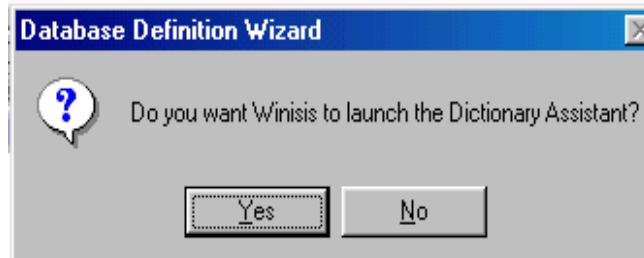 Database Definition Wizard
Do you want Winisis to launch the Dictionary Assistant?
Yes No